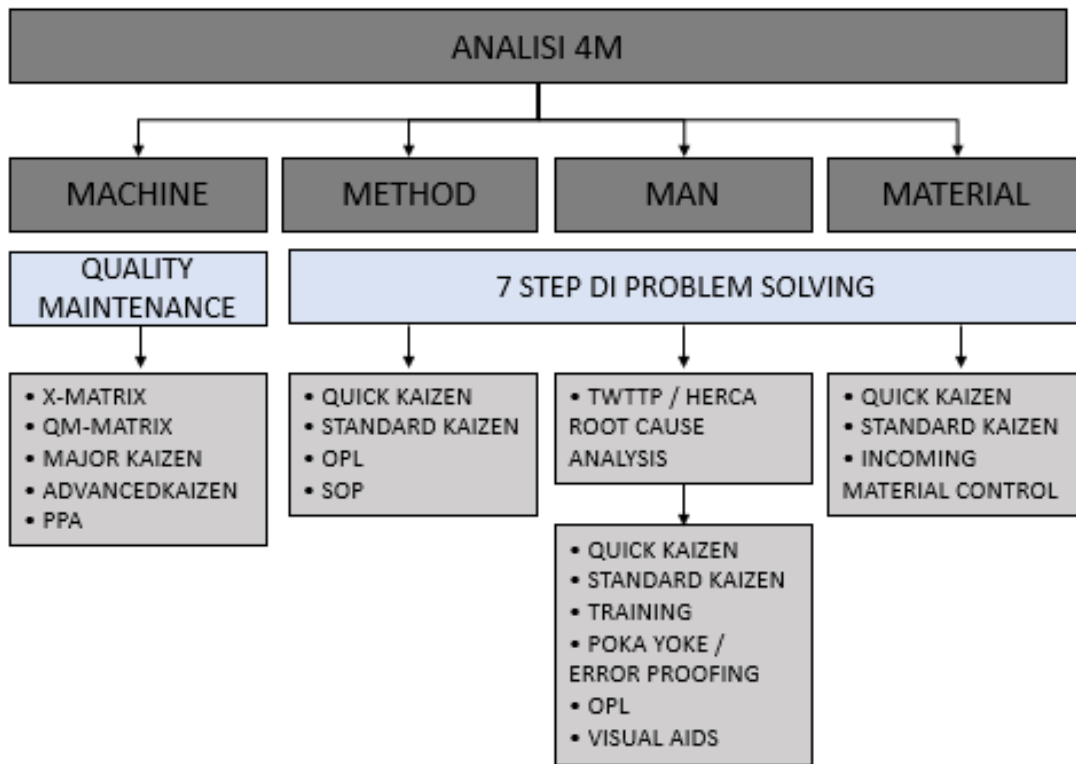 ANALISI 4M
MACHINE
METHOD
MAN
MATERIAL
QUALITY
MAINTENANCE
7 STEP DI PROBLEM SOLVING
• X-MATRIX
• QM-MATRIX
• MAJOR KAIZEN
• ADVANCEDKAIZEN
• PPA
• QUICK KAIZEN
• STANDARD KAIZEN
• OPL
• SOP
• TWTTP / HERCA
ROOT CAUSE
ANALYSIS
• QUICK KAIZEN
• STANDARD KAIZEN
• INCOMING
MATERIAL CONTROL
• QUICK KAIZEN
• STANDARD KAIZEN
• TRAINING
• POKA YOKE /
ERROR PROOFING
• OPL
• VISUAL AIDS